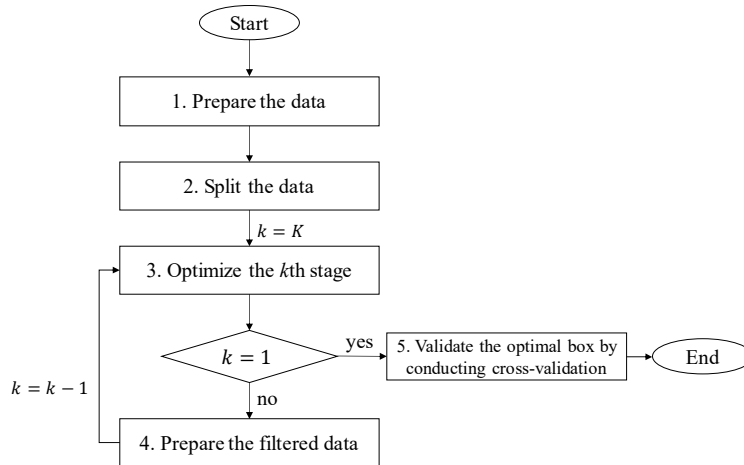 Start
1. Prepare the data
2. Split the data
k = K
3. Optimize the kth stage
k = 1
yes
5. Validate the optimal box by
conducting cross-validation
End
k = k − 1
no
4. Prepare the filtered data